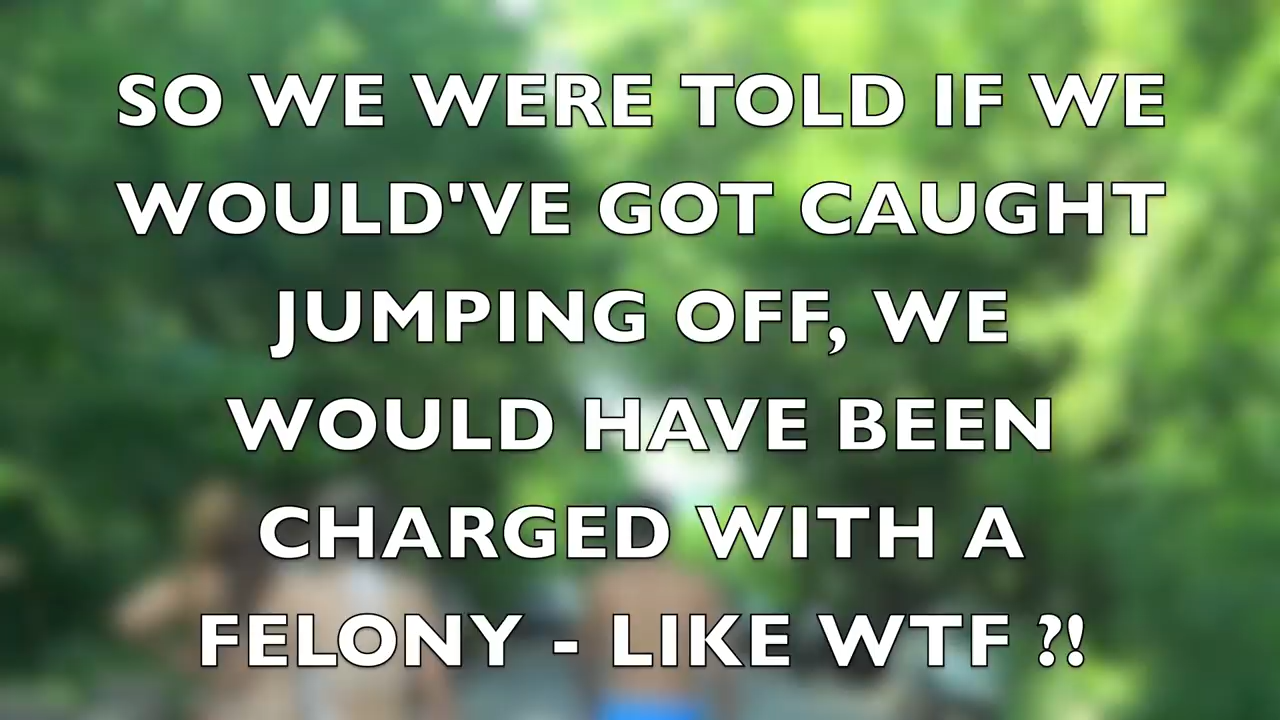 SO WE WERE TOLD IF WE
WOULD'VE GOT CAUGHT
JUMPING OFF, WE
WOULD HAVE BEEN
CHARGED WITH A
FELONY - LIKE WTF ?!